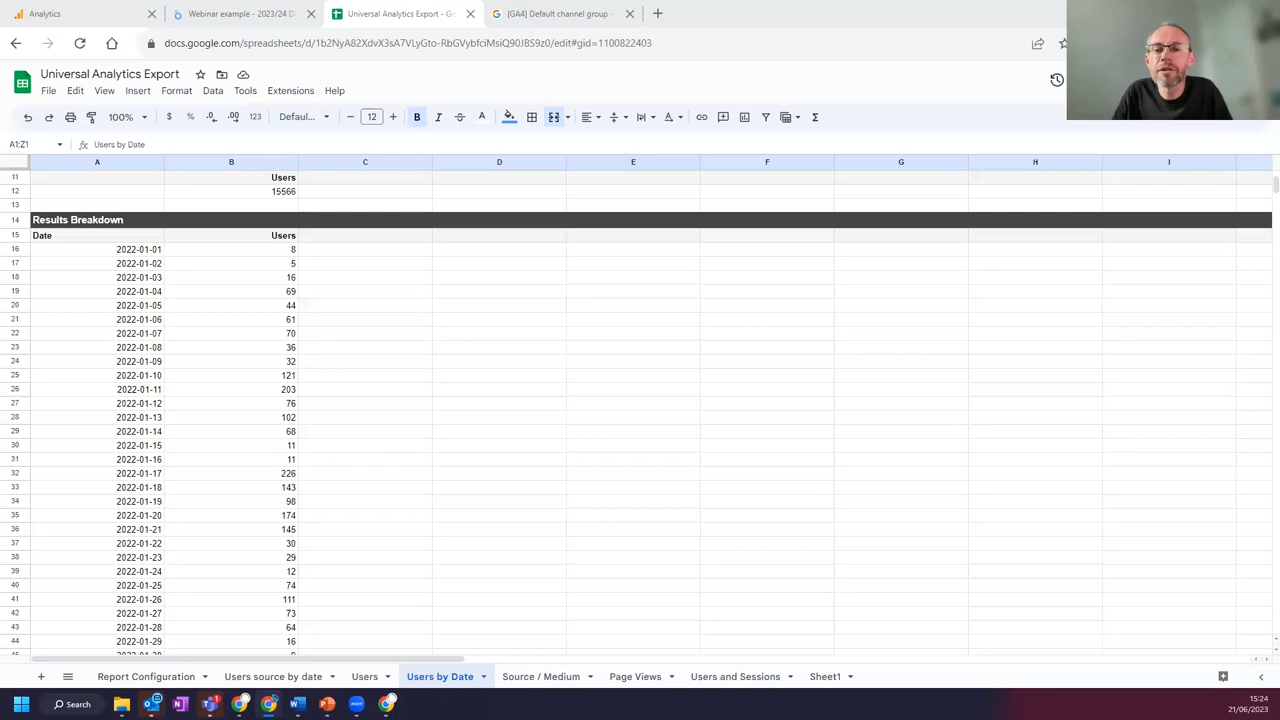 Analytics
Webinar example - 2023/24 D
Universal Analytics Export - Go
[GA4] Default channel group -
docs.google.com/spreadsheets/d/1b2NyA82XdvX3sA7VLyGto-RbGVybfciMsiQ90JBS9z0/edit#gid=1100822403
Universal Analytics Export
File Edit View Insert Format Data Tools Extensions Help
100% $ % .0 .00 123 Defaul... 12 B I A
A1:Z1 fx Users by Date
A B C D E F G H I
11 Users
12 15566
13
14 Results Breakdown
15 Date Users
16 2022-01-01 8
17 2022-01-02 5
18 2022-01-03 16
19 2022-01-04 69
20 2022-01-05 44
21 2022-01-06 61
22 2022-01-07 70
23 2022-01-08 36
24 2022-01-09 32
25 2022-01-10 121
26 2022-01-11 203
27 2022-01-12 76
28 2022-01-13 102
29 2022-01-14 68
30 2022-01-15 11
31 2022-01-16 11
32 2022-01-17 226
33 2022-01-18 143
34 2022-01-19 98
35 2022-01-20 174
36 2022-01-21 145
37 2022-01-22 30
38 2022-01-23 29
39 2022-01-24 12
40 2022-01-25 74
41 2022-01-26 111
42 2022-01-27 73
43 2022-01-28 64
44 2022-01-29 16
Report Configuration Users source by date Users Users by Date Source / Medium Page Views Users and Sessions Sheet1
Search
15:24
21/06/2023